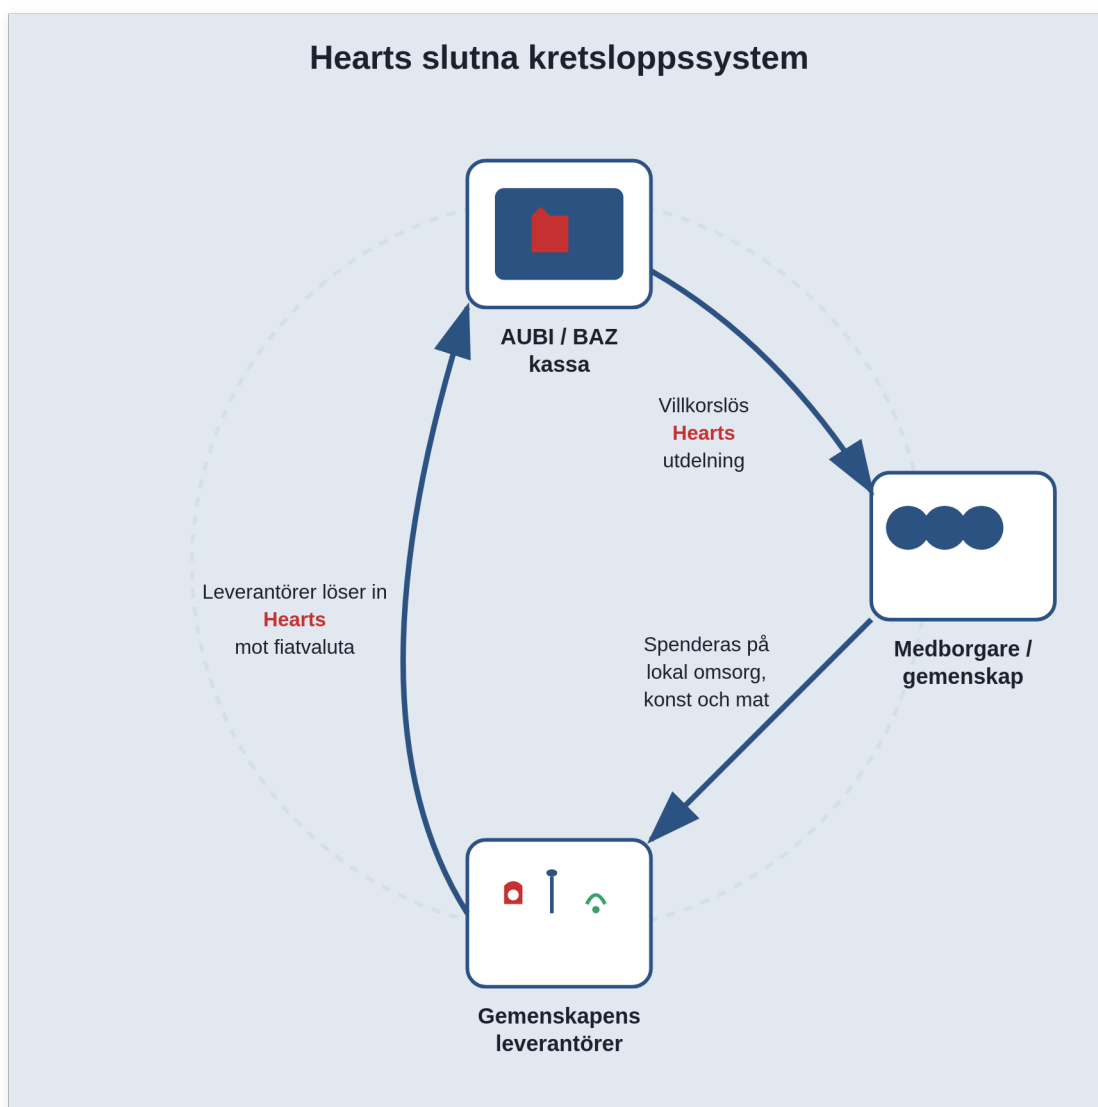 Hearts slutna kretsloppssystem
AUBI / BAZ
kassa
Villkorslös
Hearts
utdelning
Medborgare /
gemenskap
Spenderas på
lokal omsorg,
konst och mat
Leverantörer löser in
Hearts
mot fiatvaluta
Gemenskapens
leverantörer